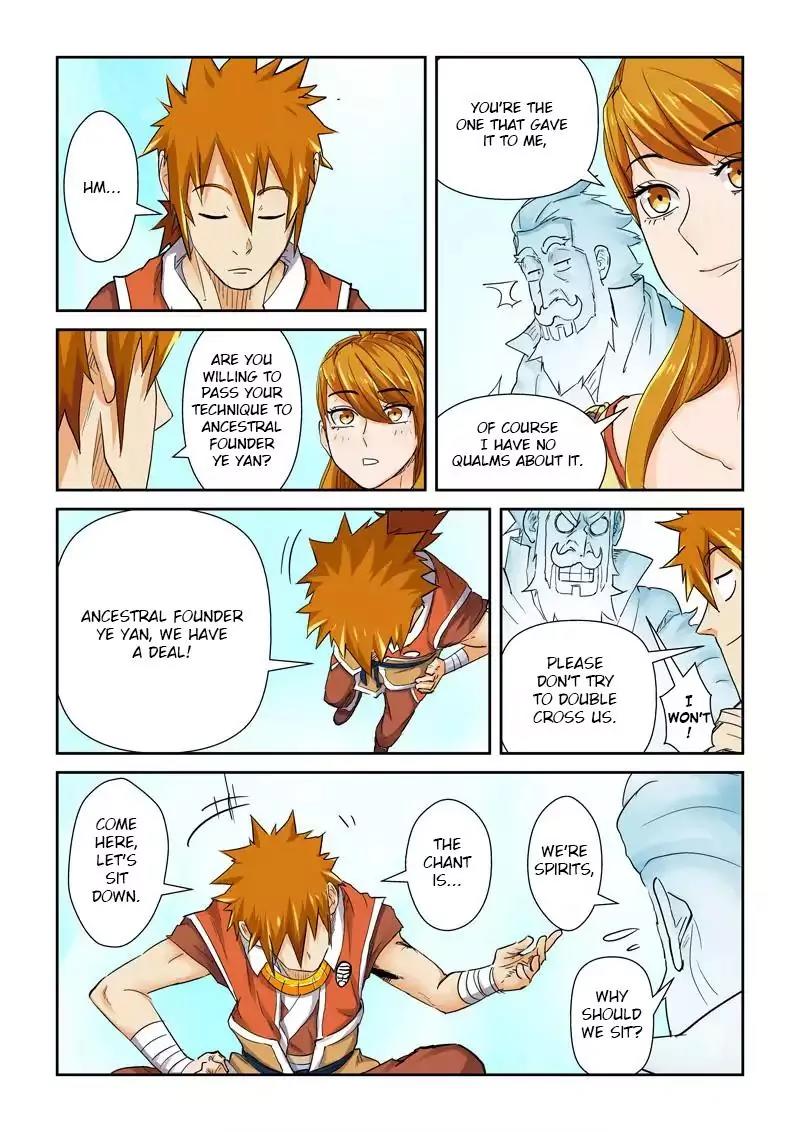 HM...
YOU'RE THE
ONE THAT GAVE
IT TO ME,
ARE YOU
WILLING TO
PASS YOUR
TECHNIQUE TO
ANCESTRAL
FOUNDER
YE YAN?
OF COURSE
I HAVE NO
QUALMS ABOUT IT.
ANCESTRAL FOUNDER
YE YAN, WE HAVE
A DEAL!
PLEASE
DON'T TRY
TO DOUBLE
CROSS US.
I
WON'T
!
COME
HERE,
LET'S
SIT
DOWN.
THE
CHANT
IS...
WE'RE
SPIRITS,
WHY
SHOULD
WE SIT?